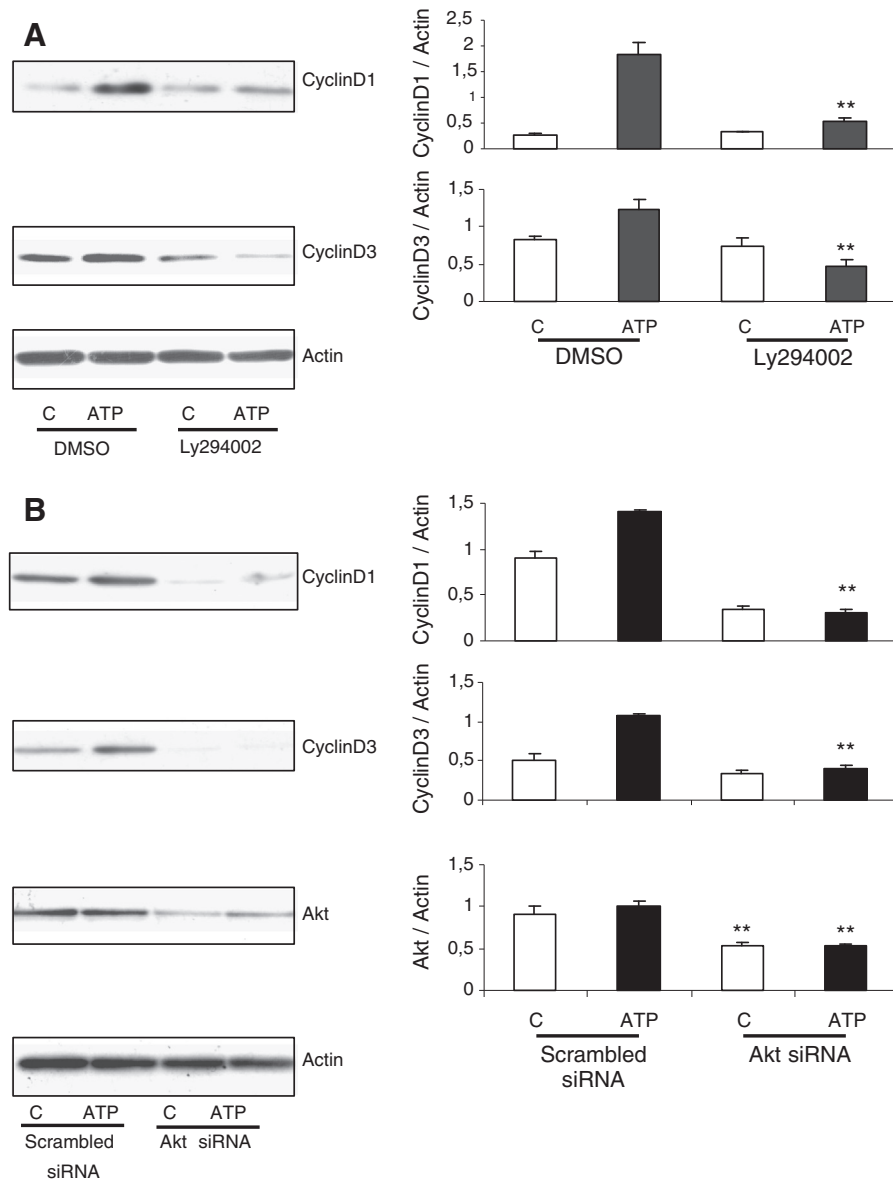 A
CyclinD1
CyclinD3
Actin
C ATP C ATP
DMSO Ly294002
CyclinD1 / Actin
2,5
2
1,5
1
0,5
0
**
CyclinD3 / Actin
1,5
1
0,5
0
**
C ATP C ATP
DMSO Ly294002
B
CyclinD1
CyclinD3
Akt
Actin
C ATP C ATP
Scrambled Akt siRNA
siRNA
CyclinD1 / Actin
1,5
1
0,5
0
**
CyclinD3 / Actin
1,5
1
0,5
0
**
Akt / Actin
1,5
1
0,5
0
** **
C ATP C ATP
Scrambled Akt siRNA
siRNA